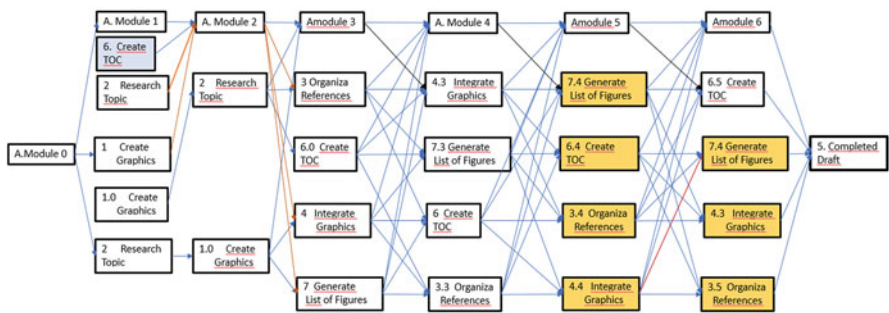 A.Module 0
A. Module 1
6. Create
TOC
2 Research
Topic
1 Create
Graphics
1.0 Create
Graphics
2 Research
Topic
A. Module 2
2 Research
Topic
1.0 Create
Graphics
Amodule 3
3 Organiza
References
6.0 Create
TOC
4 Integrate
Graphics
7 Generate
List of Figures
A. Module 4
4.3 Integrate
Graphics
7.3 Generate
List of Figures
6 Create
TOC
3.3 Organiza
References
Amodule 5
7.4 Generate
List of Figures
6.4 Create
TOC
3.4 Organiza
References
4.4 Integrate
Graphics
Amodule 6
6.5 Create
TOC
7.4 Generate
List of Figures
4.3 Integrate
Graphics
3.5 Organiza
References
5. Completed
Draft